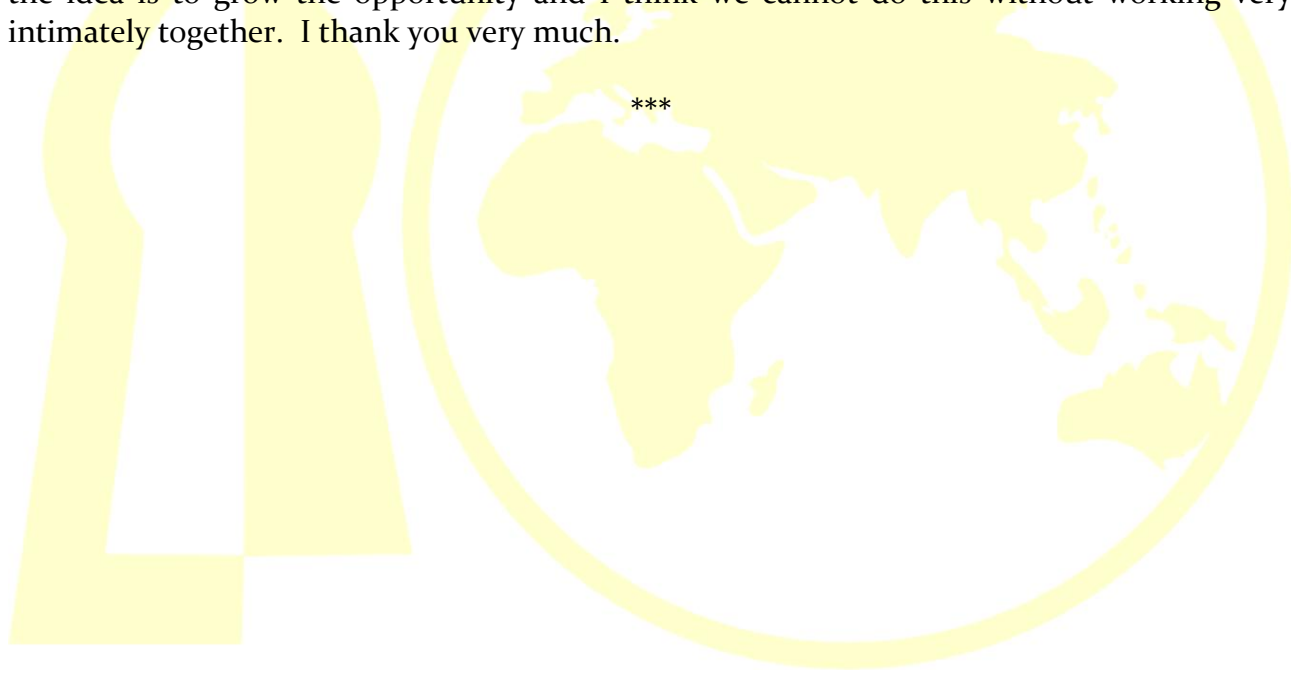 the idea is to grow the opportunity and I think we cannot do this without working very
intimately together.  I thank you very much.
***